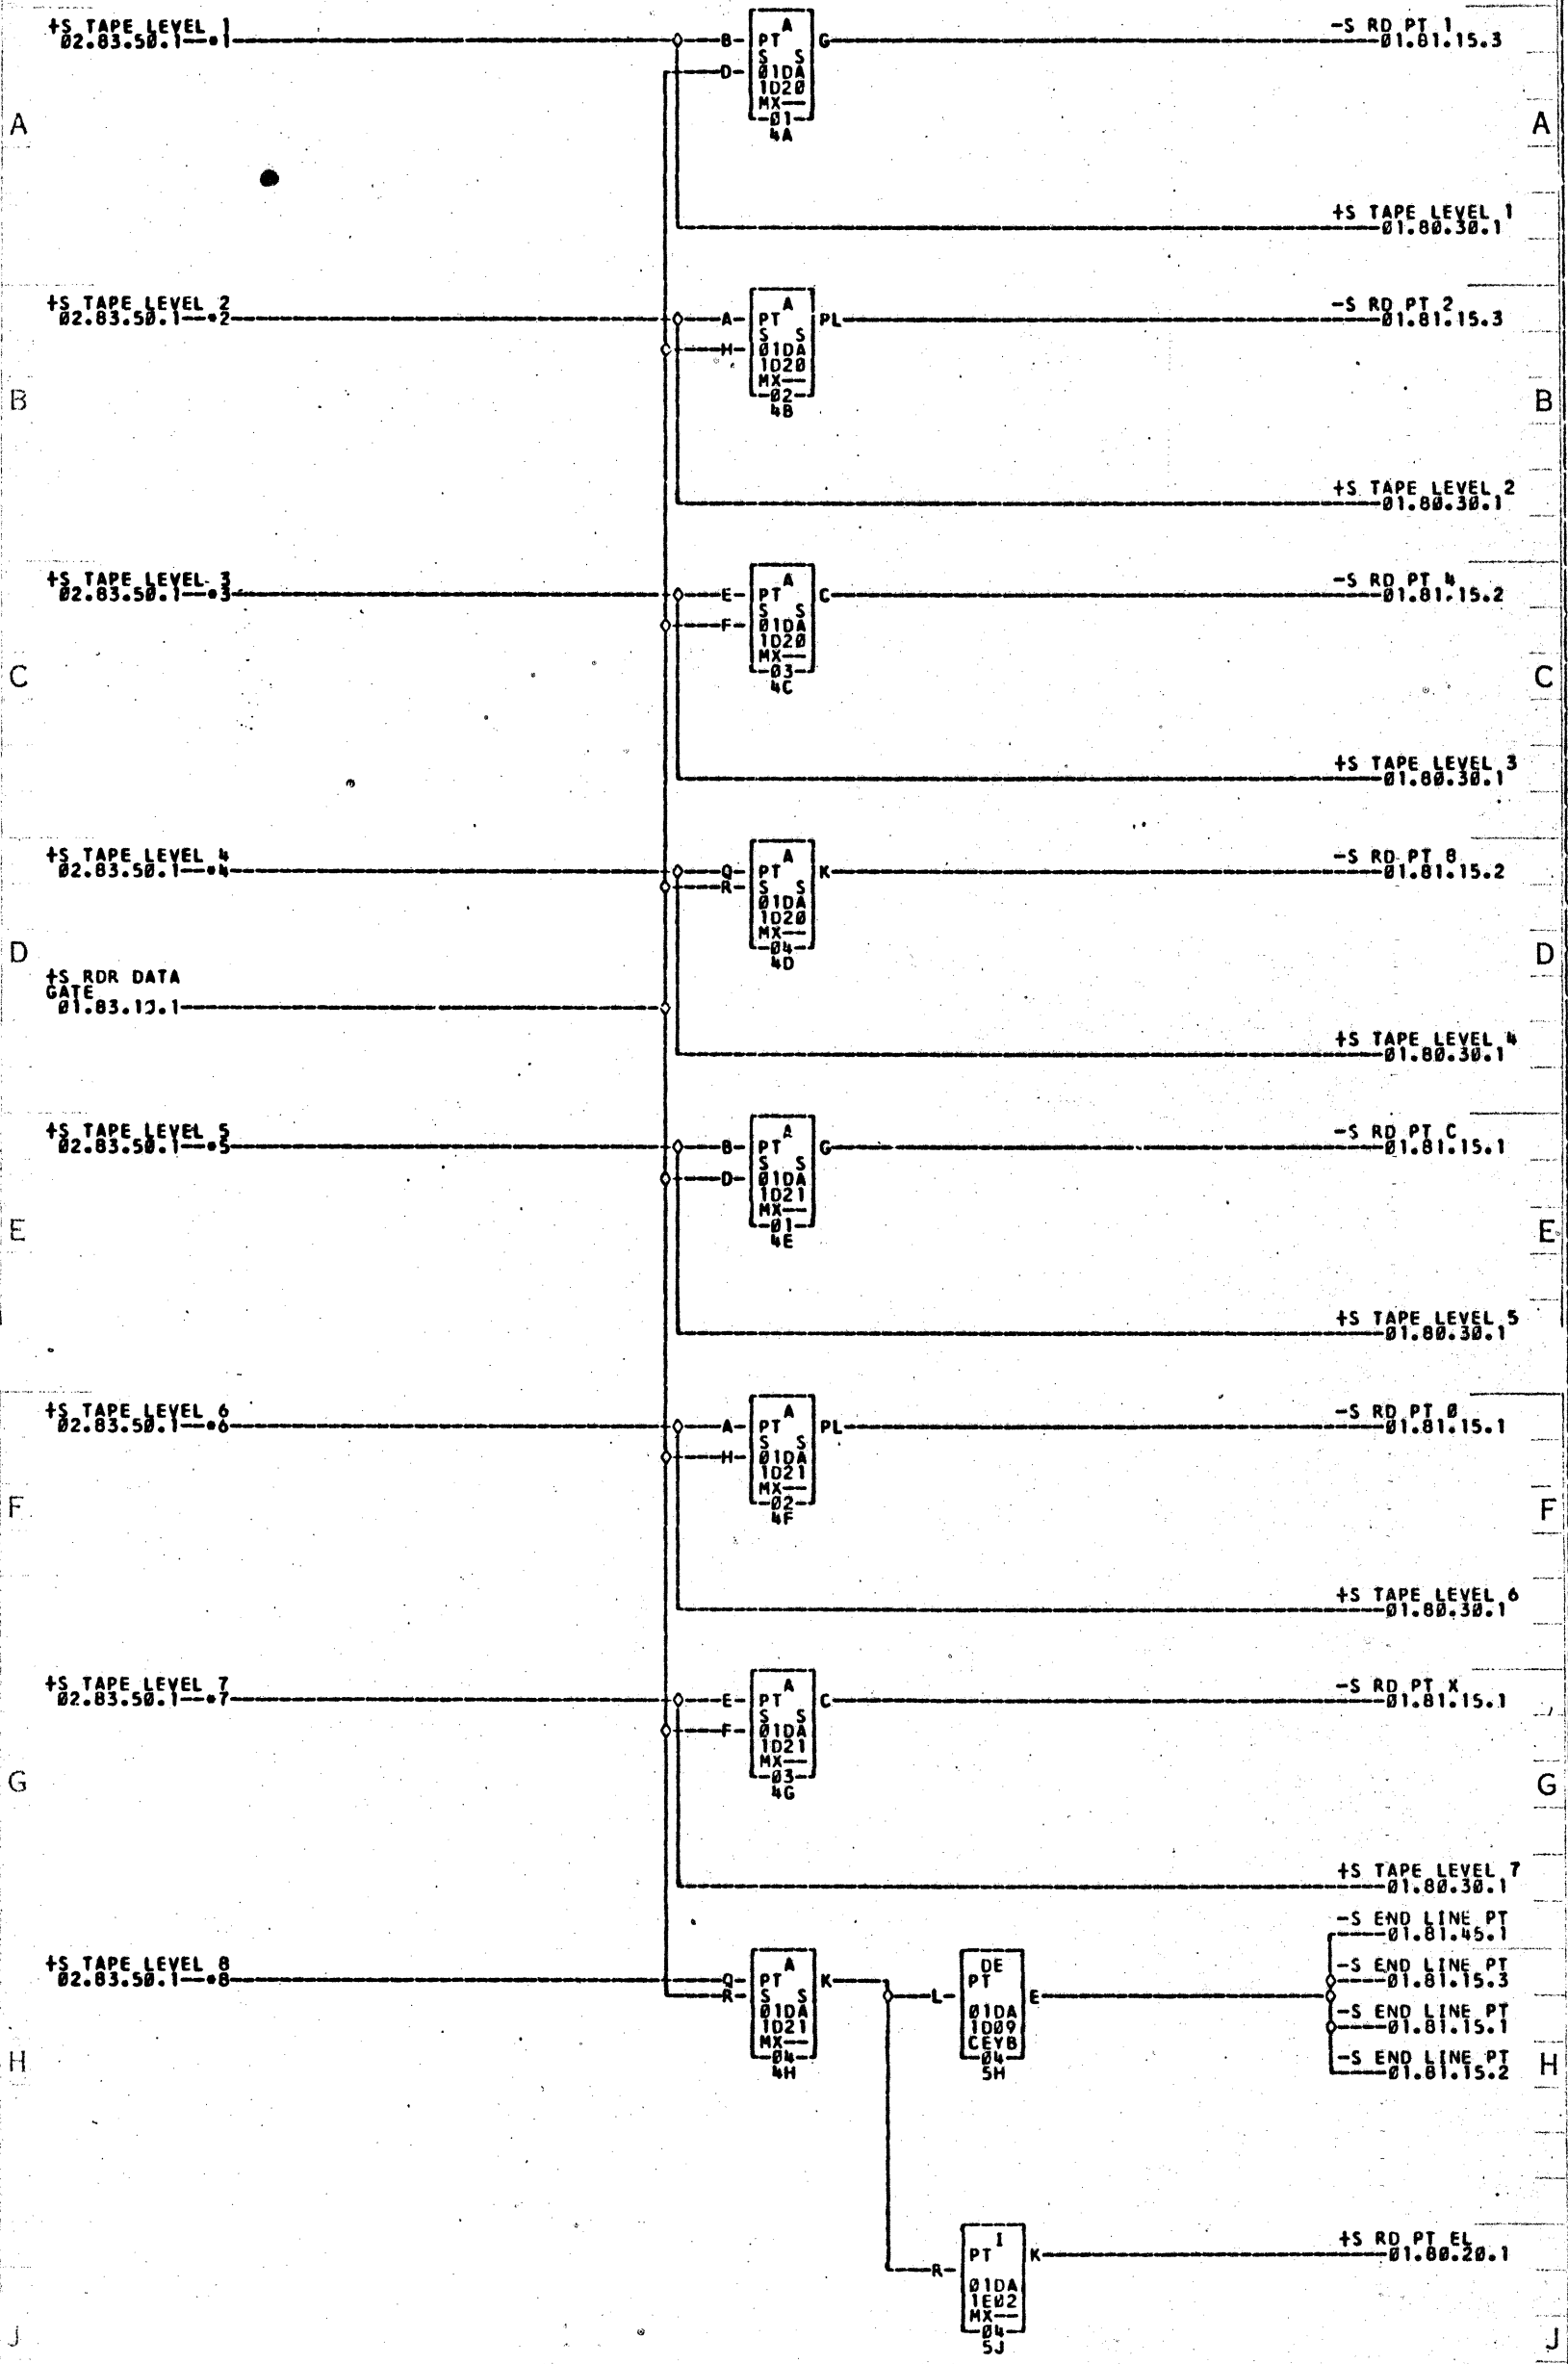 +S TAPE LEVEL 1
02.83.50.1—•1
B
D
A
PT
S S
01DA
1D20
MX—
01
4A
G
-S RD PT 1
01.81.15.3
A
A
+S TAPE LEVEL 1
01.80.30.1
+S TAPE LEVEL 2
02.83.50.1—•2
A
H
A
PT
S S
01DA
1D20
MX—
02
4B
PL
-S RD PT 2
01.81.15.3
B
B
+S TAPE LEVEL 2
01.80.30.1
+S TAPE LEVEL 3
02.83.50.1—•3
E
F
A
PT
S S
01DA
1D20
MX—
03
4C
C
-S RD PT 4
01.81.15.2
C
C
+S TAPE LEVEL 3
01.80.30.1
+S TAPE LEVEL 4
02.83.50.1—•4
Q
R
A
PT
S S
01DA
1D20
MX—
04
4D
K
-S RD PT 8
01.81.15.2
D
D
+S RDR DATA
GATE
+S TAPE LEVEL 4
01.80.30.1
+S TAPE LEVEL 5
02.83.50.1—•5
B
D
A
PT
S S
01DA
1D21
MX—
01
4E
G
-S RD PT C
01.81.15.1
E
E
+S TAPE LEVEL 5
01.80.30.1
+S TAPE LEVEL 6
02.83.50.1—•6
A
H
A
PT
S S
01DA
1D21
MX—
02
4F
PL
-S RD PT 0
01.81.15.1
F
F
+S TAPE LEVEL 6
01.80.30.1
+S TAPE LEVEL 7
02.83.50.1—•7
E
F
A
PT
S S
01DA
1D21
MX—
03
4G
C
-S RD PT X
01.81.15.1
G
G
+S TAPE LEVEL 7
01.80.30.1
+S TAPE LEVEL 8
02.83.50.1—•8
Q
R
A
PT
S S
01DA
1D21
MX—
04
4H
K
L
DE
PT
01DA
1D09
CEYB
04
5H
E
-S END LINE PT
01.81.45.1
-S END LINE PT
01.81.15.3
-S END LINE PT
01.81.15.1
-S END LINE PT
01.81.15.2
H
H
R
I
PT
01DA
1E02
MX—
04
5J
K
+S RD PT EL
01.80.20.1
J
J